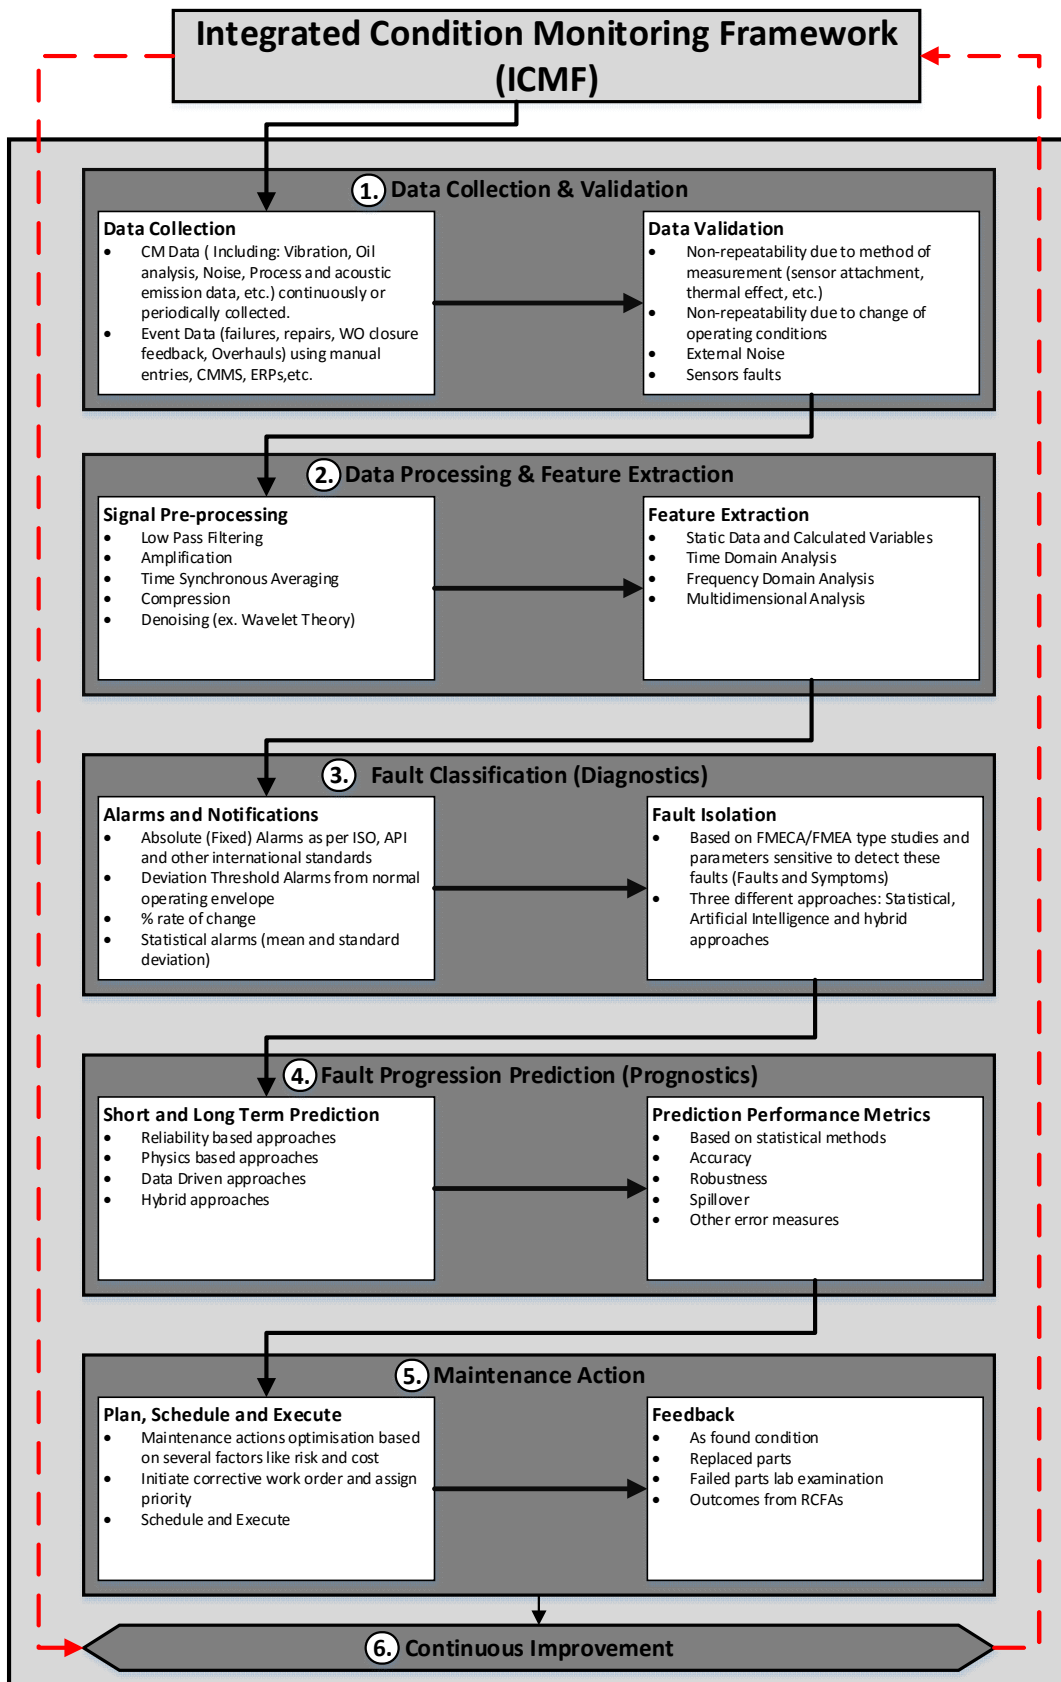 Integrated Condition Monitoring Framework
(ICMF)
1. Data Collection & Validation
Data Collection
• CM Data ( Including: Vibration, Oil
analysis, Noise, Process and acoustic
emission data, etc.) continuously or
periodically collected.
• Event Data (failures, repairs, WO closure
feedback, Overhauls) using manual
entries, CMMS, ERPs,etc.
Data Validation
• Non-repeatability due to method of
measurement (sensor attachment,
thermal effect, etc.)
• Non-repeatability due to change of
operating conditions
• External Noise
• Sensors faults
2. Data Processing & Feature Extraction
Signal Pre-processing
• Low Pass Filtering
• Amplification
• Time Synchronous Averaging
• Compression
• Denoising (ex. Wavelet Theory)
Feature Extraction
• Static Data and Calculated Variables
• Time Domain Analysis
• Frequency Domain Analysis
• Multidimensional Analysis
3. Fault Classification (Diagnostics)
Alarms and Notifications
• Absolute (Fixed) Alarms as per ISO, API
and other international standards
• Deviation Threshold Alarms from normal
operating envelope
• % rate of change
• Statistical alarms (mean and standard
deviation)
Fault Isolation
• Based on FMECA/FMEA type studies and
parameters sensitive to detect these
faults (Faults and Symptoms)
• Three different approaches: Statistical,
Artificial Intelligence and hybrid
approaches
4. Fault Progression Prediction (Prognostics)
Short and Long Term Prediction
• Reliability based approaches
• Physics based approaches
• Data Driven approaches
• Hybrid approaches
Prediction Performance Metrics
• Based on statistical methods
• Accuracy
• Robustness
• Spillover
• Other error measures
5. Maintenance Action
Plan, Schedule and Execute
• Maintenance actions optimisation based
on several factors like risk and cost
• Initiate corrective work order and assign
priority
• Schedule and Execute
Feedback
• As found condition
• Replaced parts
• Failed parts lab examination
• Outcomes from RCFAs
6. Continuous Improvement